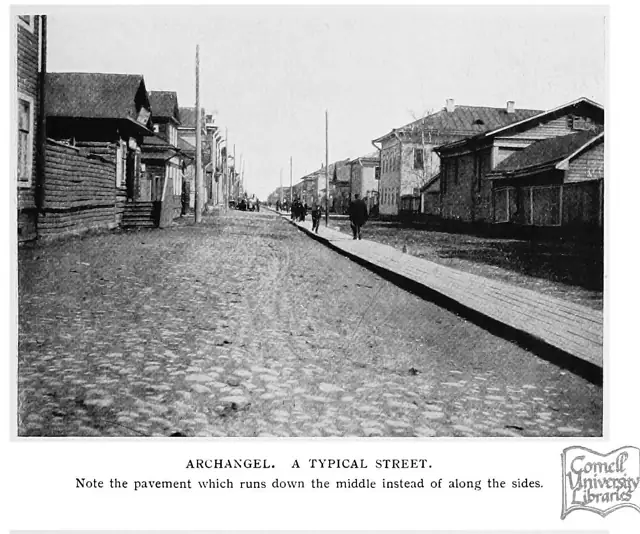 ARCHANGEL. A TYPICAL STREET.
Note the pavement which runs down the middle instead of along the sides.
Cornell
University
Libraries